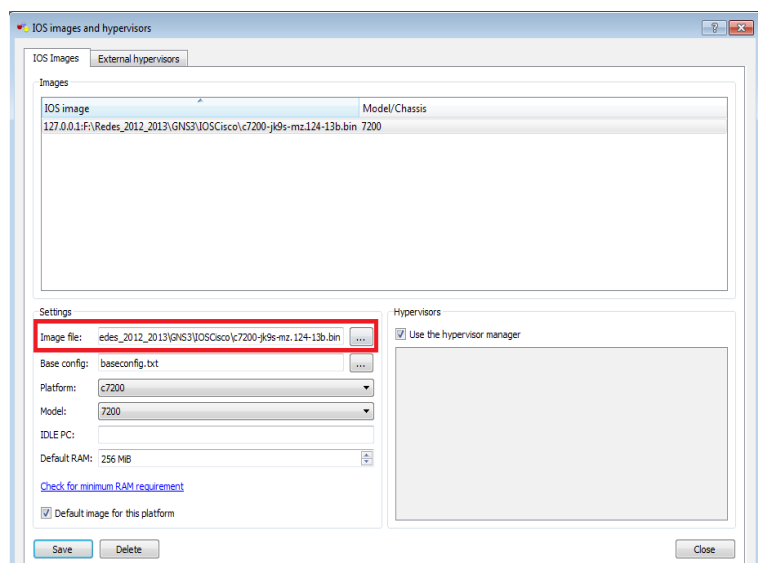 IOS images and hypervisors
IOS Images
External hypervisors
Images
IOS image
Model/Chassis
127.0.0.1:F:\Redes_2012_2013\GNS3\IOSCisco\c7200-jk9s-mz.124-13b.bin 7200
Settings
Image file: edes_2012_2013\GNS3\IOSCisco\c7200-jk9s-mz.124-13b.bin ...
Base config: baseconfig.txt ...
Platform: c7200
Model: 7200
IDLE PC:
Default RAM: 256 MiB
Check for minimum RAM requirement
Default image for this platform
Hypervisors
Use the hypervisor manager
Save
Delete
Close